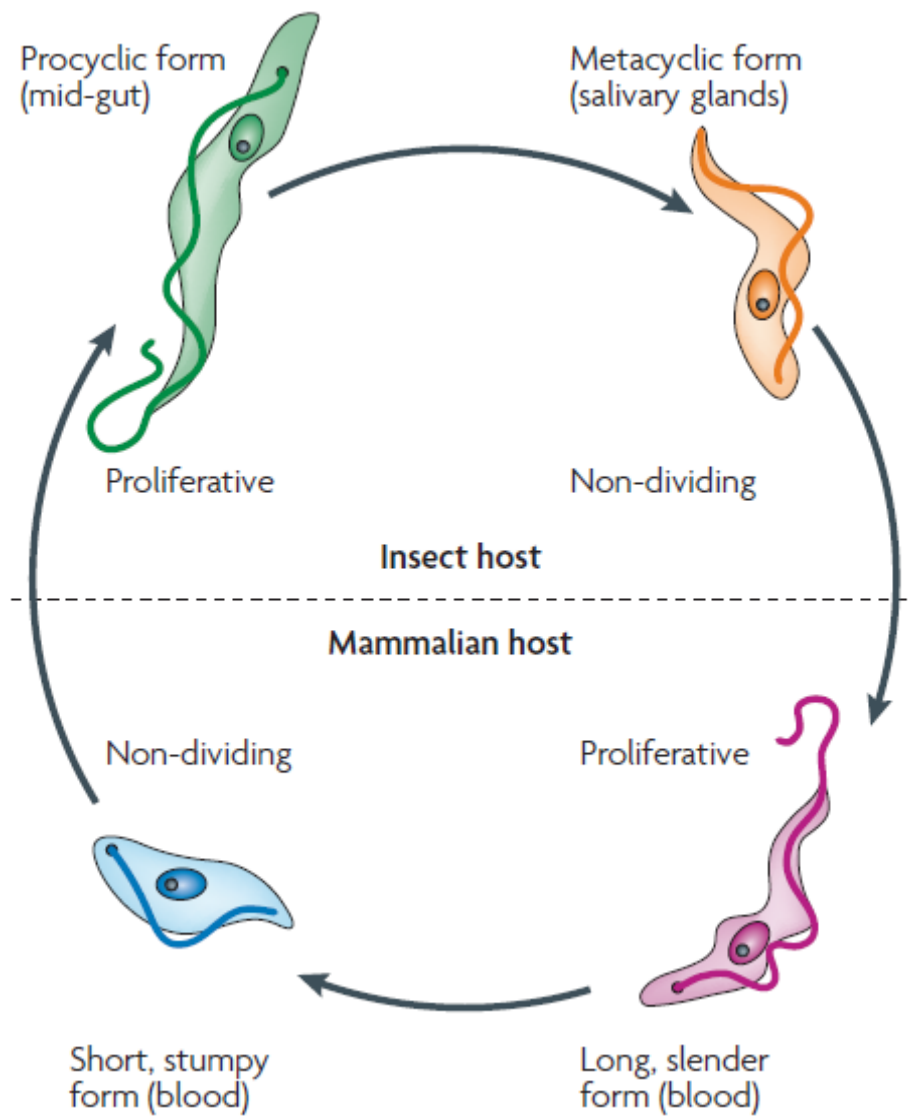 Procyclic form
(mid-gut)
Metacyclic form
(salivary glands)
Proliferative
Non-dividing
Insect host
Mammalian host
Non-dividing
Proliferative
Short, stumpy
form (blood)
Long, slender
form (blood)